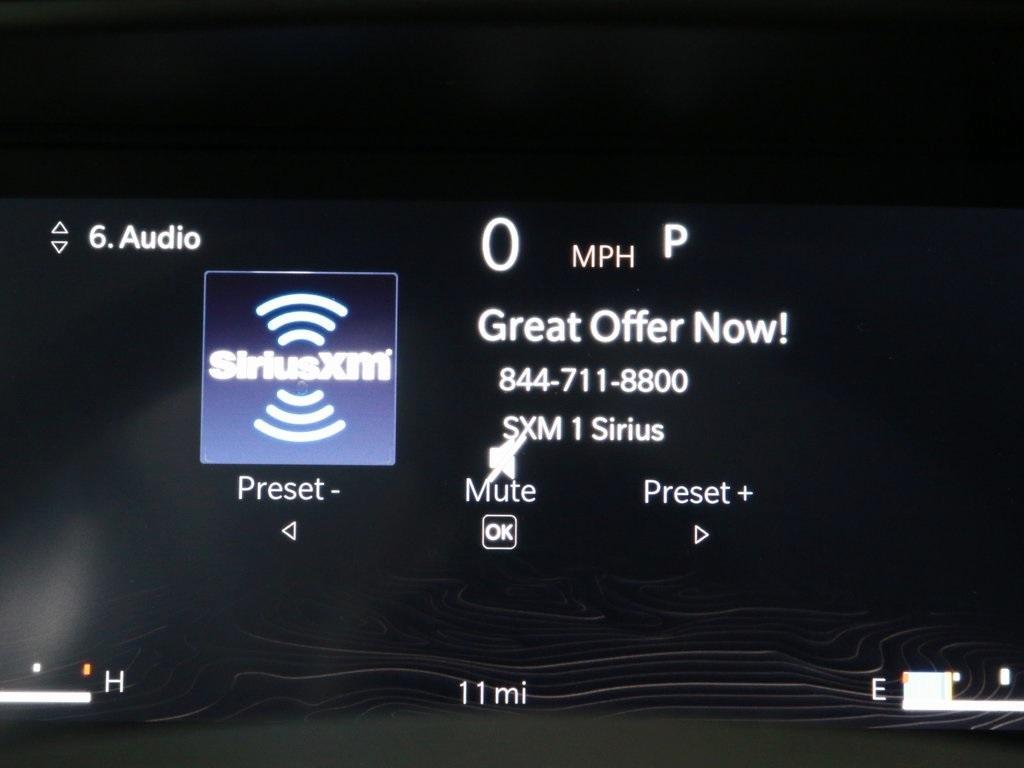 6. Audio
0 MPH P
SiriusXM
Great Offer Now!
844-711-8800
SXM 1 Sirius
Preset - Mute Preset +
OK
H 11 mi E